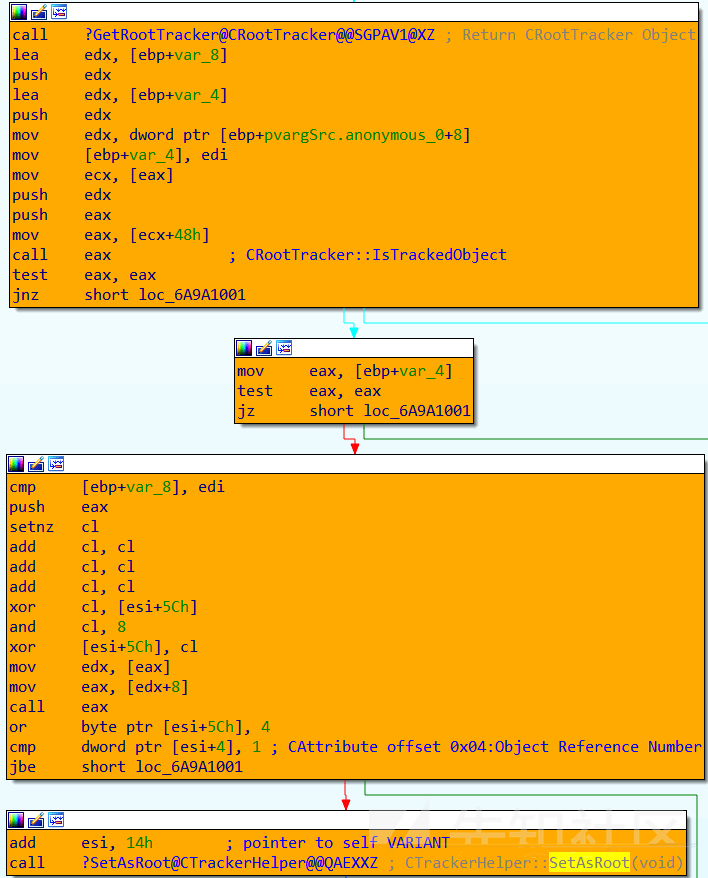 call ?GetRootTracker@CRootTracker@@SGPAV1@XZ ; Return CRootTracker Object
lea edx, [ebp+var_8]
push edx
lea edx, [ebp+var_4]
push edx
mov edx, dword ptr [ebp+pvargSrc.anonymous_0+8]
mov [ebp+var_4], edi
mov ecx, [eax]
push edx
push eax
mov eax, [ecx+48h]
call eax ; CRootTracker::IsTrackedObject
test eax, eax
jnz short loc_6A9A1001
mov eax, [ebp+var_4]
test eax, eax
jz short loc_6A9A1001
cmp [ebp+var_8], edi
push eax
setnz cl
add cl, cl
add cl, cl
add cl, cl
xor cl, [esi+5Ch]
and cl, 8
xor [esi+5Ch], cl
mov edx, [eax]
mov eax, [edx+8]
call eax
or byte ptr [esi+5Ch], 4
cmp dword ptr [esi+4], 1 ; CAttribute offset 0x04:Object Reference Number
jbe short loc_6A9A1001
add esi, 14h ; pointer to self VARIANT
call ?SetAsRoot@CTrackerHelper@@QAEXXZ ; CTrackerHelper::SetAsRoot(void)
先知社区